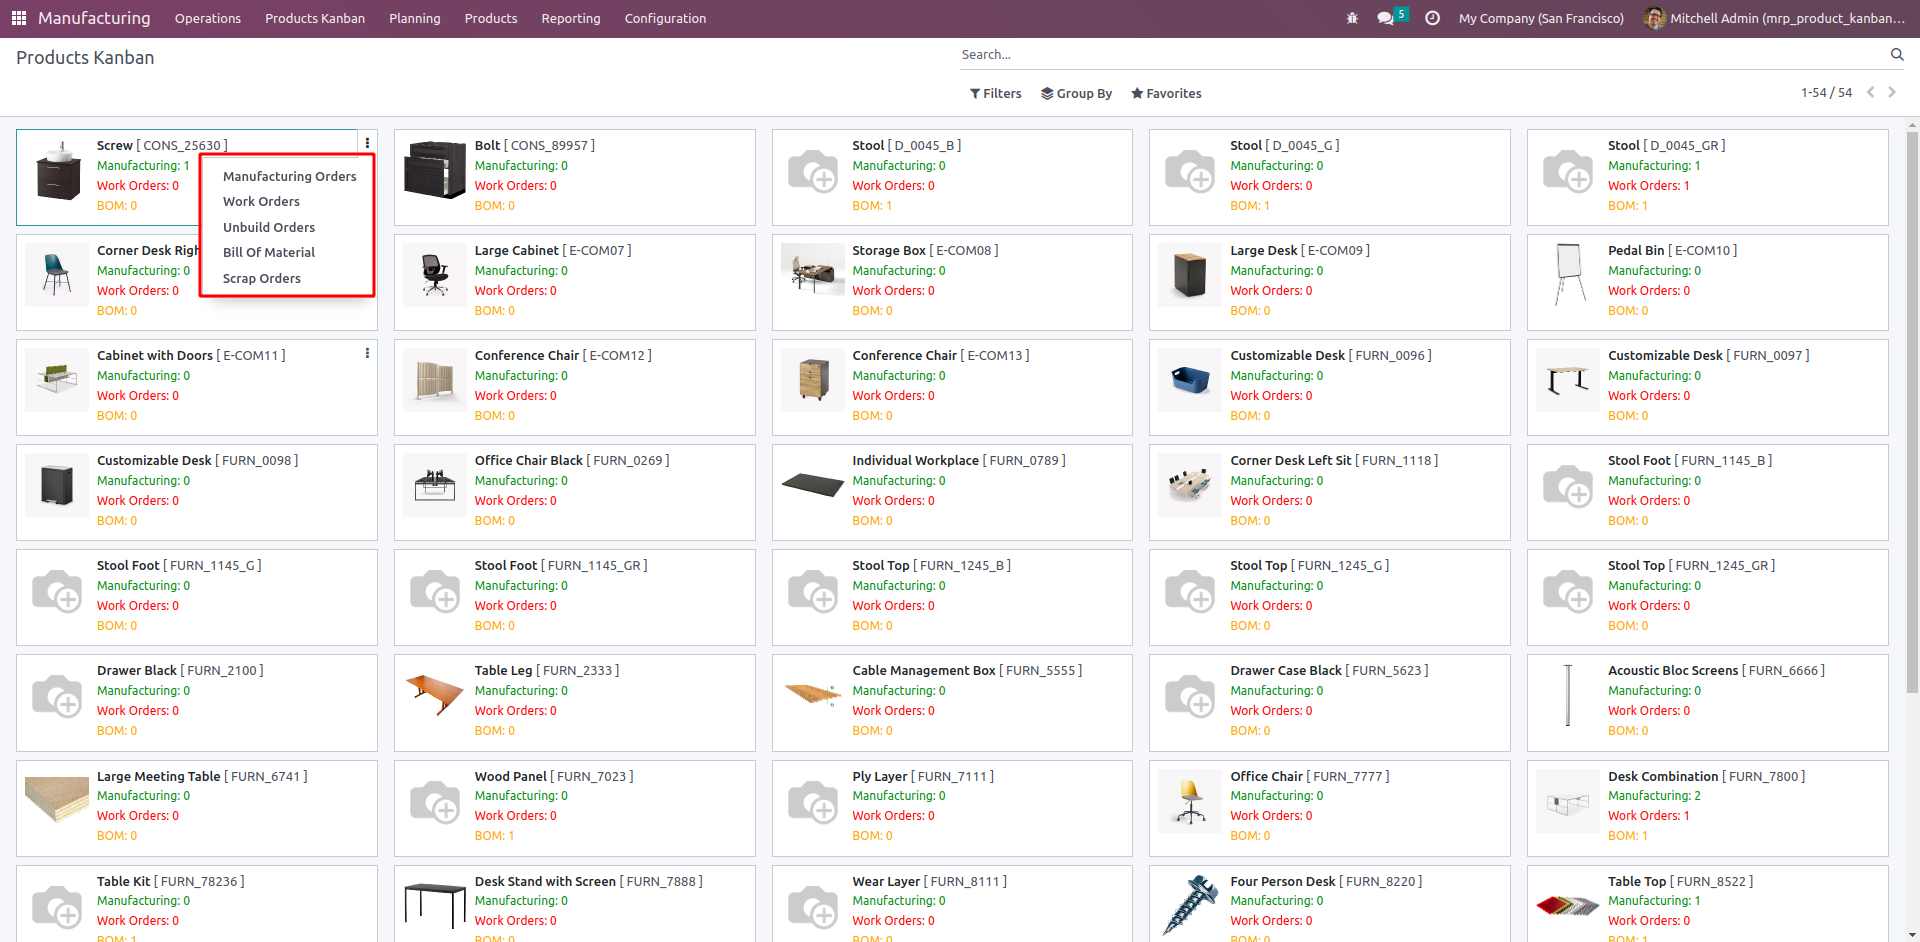 Manufacturing Operations Products Kanban Planning Products Reporting Configuration 5 My Company (San Francisco) Mitchell Admin (mrp_product_kanban...
Products Kanban
Search...
Filters Group By Favorites 1-54 / 54
Screw [ CONS_25630 ]
Manufacturing: 1
Work Orders: 0
BOM: 0
Manufacturing Orders
Work Orders
Unbuild Orders
Bill Of Material
Scrap Orders
Bolt [ CONS_89957 ]
Manufacturing: 0
Work Orders: 0
BOM: 0
Stool [ D_0045_B ]
Manufacturing: 0
Work Orders: 0
BOM: 1
Stool [ D_0045_G ]
Manufacturing: 0
Work Orders: 0
BOM: 1
Stool [ D_0045_GR ]
Manufacturing: 1
Work Orders: 1
BOM: 1
Corner Desk Righ
Manufacturing: 0
Work Orders: 0
BOM: 0
Large Cabinet [ E-COM07 ]
Manufacturing: 0
Work Orders: 0
BOM: 0
Storage Box [ E-COM08 ]
Manufacturing: 0
Work Orders: 0
BOM: 0
Large Desk [ E-COM09 ]
Manufacturing: 0
Work Orders: 0
BOM: 0
Pedal Bin [ E-COM10 ]
Manufacturing: 0
Work Orders: 0
BOM: 0
Cabinet with Doors [ E-COM11 ]
Manufacturing: 0
Work Orders: 0
BOM: 0
Conference Chair [ E-COM12 ]
Manufacturing: 0
Work Orders: 0
BOM: 0
Conference Chair [ E-COM13 ]
Manufacturing: 0
Work Orders: 0
BOM: 0
Customizable Desk [ FURN_0096 ]
Manufacturing: 0
Work Orders: 0
BOM: 0
Customizable Desk [ FURN_0097 ]
Manufacturing: 0
Work Orders: 0
BOM: 0
Customizable Desk [ FURN_0098 ]
Manufacturing: 0
Work Orders: 0
BOM: 0
Office Chair Black [ FURN_0269 ]
Manufacturing: 0
Work Orders: 0
BOM: 0
Individual Workplace [ FURN_0789 ]
Manufacturing: 0
Work Orders: 0
BOM: 0
Corner Desk Left Sit [ FURN_1118 ]
Manufacturing: 0
Work Orders: 0
BOM: 0
Stool Foot [ FURN_1145_B ]
Manufacturing: 0
Work Orders: 0
BOM: 0
Stool Foot [ FURN_1145_G ]
Manufacturing: 0
Work Orders: 0
BOM: 0
Stool Foot [ FURN_1145_GR ]
Manufacturing: 0
Work Orders: 0
BOM: 0
Stool Top [ FURN_1245_B ]
Manufacturing: 0
Work Orders: 0
BOM: 0
Stool Top [ FURN_1245_G ]
Manufacturing: 0
Work Orders: 0
BOM: 0
Stool Top [ FURN_1245_GR ]
Manufacturing: 0
Work Orders: 0
BOM: 0
Drawer Black [ FURN_2100 ]
Manufacturing: 0
Work Orders: 0
BOM: 0
Table Leg [ FURN_2333 ]
Manufacturing: 0
Work Orders: 0
BOM: 0
Cable Management Box [ FURN_5555 ]
Manufacturing: 0
Work Orders: 0
BOM: 0
Drawer Case Black [ FURN_5623 ]
Manufacturing: 0
Work Orders: 0
BOM: 0
Acoustic Bloc Screens [ FURN_6666 ]
Manufacturing: 0
Work Orders: 0
BOM: 0
Large Meeting Table [ FURN_6741 ]
Manufacturing: 0
Work Orders: 0
BOM: 0
Wood Panel [ FURN_7023 ]
Manufacturing: 0
Work Orders: 0
BOM: 1
Ply Layer [ FURN_7111 ]
Manufacturing: 0
Work Orders: 0
BOM: 0
Office Chair [ FURN_7777 ]
Manufacturing: 0
Work Orders: 0
BOM: 0
Desk Combination [ FURN_7800 ]
Manufacturing: 2
Work Orders: 1
BOM: 1
Table Kit [ FURN_78236 ]
Manufacturing: 0
Work Orders: 0
BOM: 1
Desk Stand with Screen [ FURN_7888 ]
Manufacturing: 0
Work Orders: 0
BOM: 0
Wear Layer [ FURN_8111 ]
Manufacturing: 0
Work Orders: 0
BOM: 0
Four Person Desk [ FURN_8220 ]
Manufacturing: 0
Work Orders: 0
BOM: 0
Table Top [ FURN_8522 ]
Manufacturing: 1
Work Orders: 0
BOM: 1